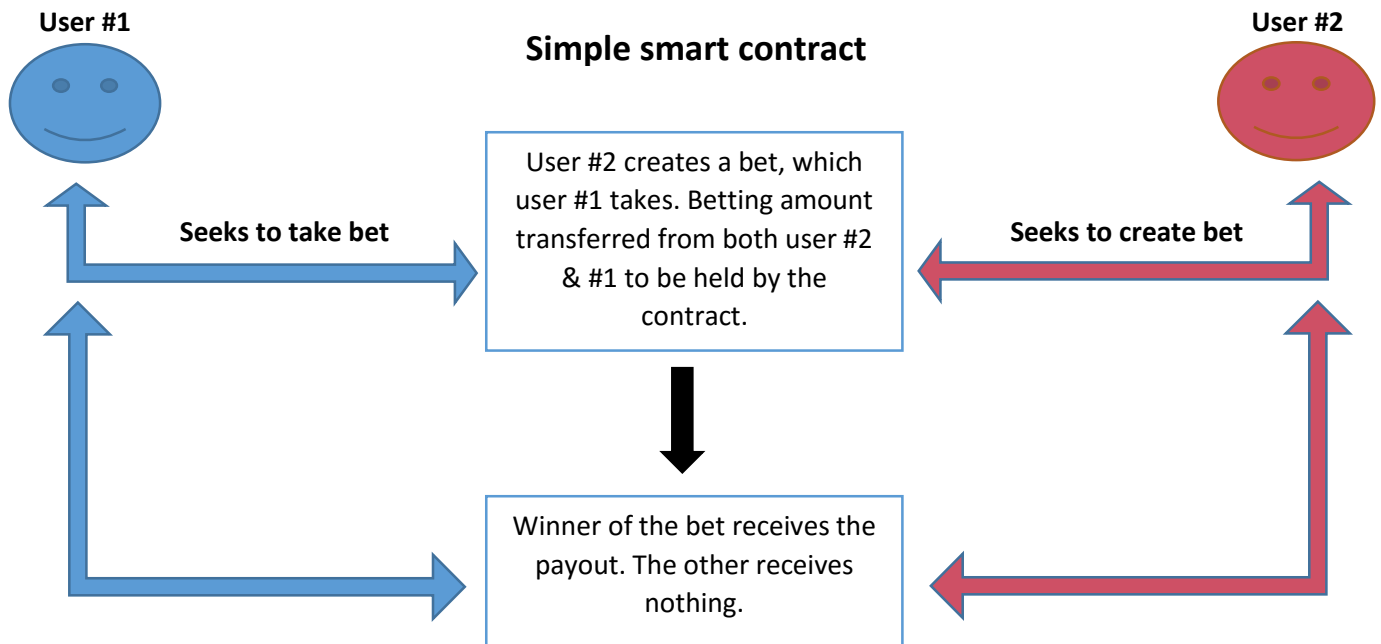 User #1
User #2
Simple smart contract
User #2 creates a bet, which
user #1 takes. Betting amount
transferred from both user #2
& #1 to be held by the
contract.
Seeks to take bet
Seeks to create bet
Winner of the bet receives the
payout. The other receives
nothing.